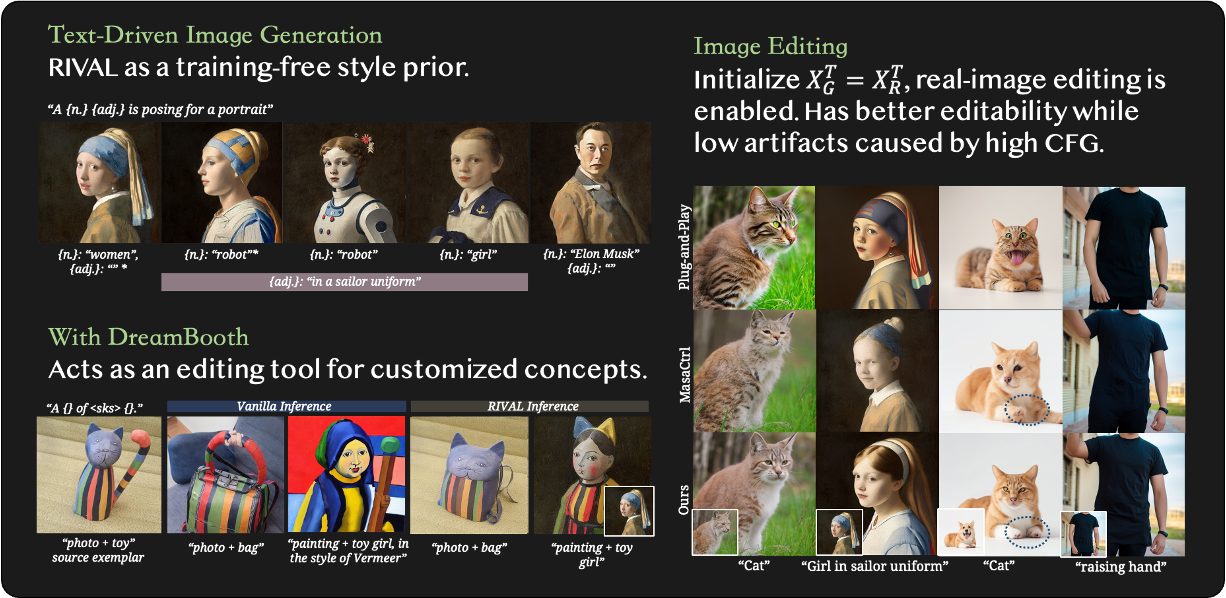 Text-Driven Image Generation
RIVAL as a training-free style prior.
“A {n.} {adj.} is posing for a portrait”
{n.}: “women”,
{adj.}: “” *
{n.}: “robot”*
{n.}: “robot”
{n.}: “girl”
{n.}: “Elon Musk”
{adj.}: “”
{adj.}: “in a sailor uniform”
With DreamBooth
Acts as an editing tool for customized concepts.
“A {} of <sks> {}.”
Vanilla Inference
RIVAL Inference
“photo + toy”
source exemplar
“photo + bag”
“painting + toy girl, in
the style of Vermeer”
“photo + bag”
“painting + toy
girl”
Image Editing
Initialize X_G^T = X_R^T, real-image editing is
enabled. Has better editability while
low artifacts caused by high CFG.
Plug-and-Play
MasaCtrl
Ours
“Cat”
“Girl in sailor uniform”
“Cat”
“raising hand”